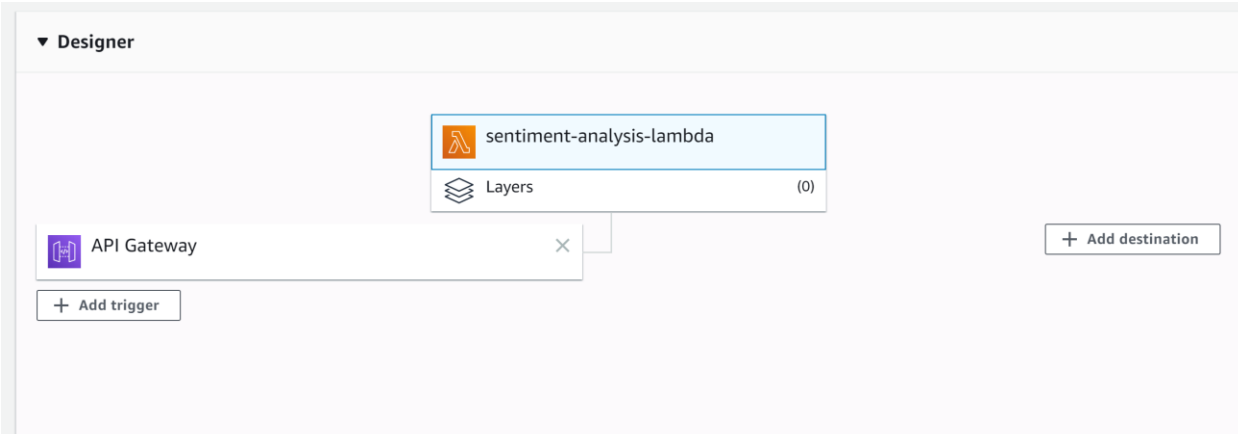 Designer
sentiment-analysis-lambda
Layers (0)
API Gateway
+ Add destination
+ Add trigger